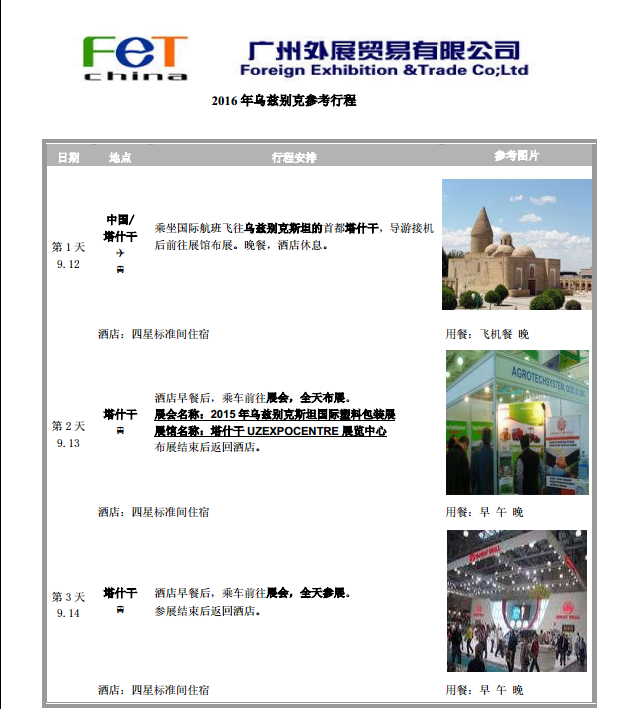 FeT
china
广州外展贸易有限公司
Foreign Exhibition &Trade Co;Ltd
2016 年乌兹别克参考行程
日期 地点 行程安排 参考图片
第 1 天
9.12
中国/
塔什干
乘坐国际航班飞往乌兹别克斯坦的首都塔什干，导游接机
后前往展馆布展。晚餐，酒店休息。
酒店：四星标准间住宿
用餐：飞机餐 晚
第 2 天
9.13
塔什干
酒店早餐后，乘车前往展会，全天布展。
展会名称：2015 年乌兹别克斯坦国际塑料包装展
展馆名称：塔什干 UZEXPOCENTRE 展览中心
布展结束后返回酒店。
AGROTECHSYSTEM
酒店：四星标准间住宿
用餐：早 午 晚
第 3 天
9.14
塔什干
酒店早餐后，乘车前往展会，全天参展。
参展结束后返回酒店。
酒店：四星标准间住宿
用餐：早 午 晚